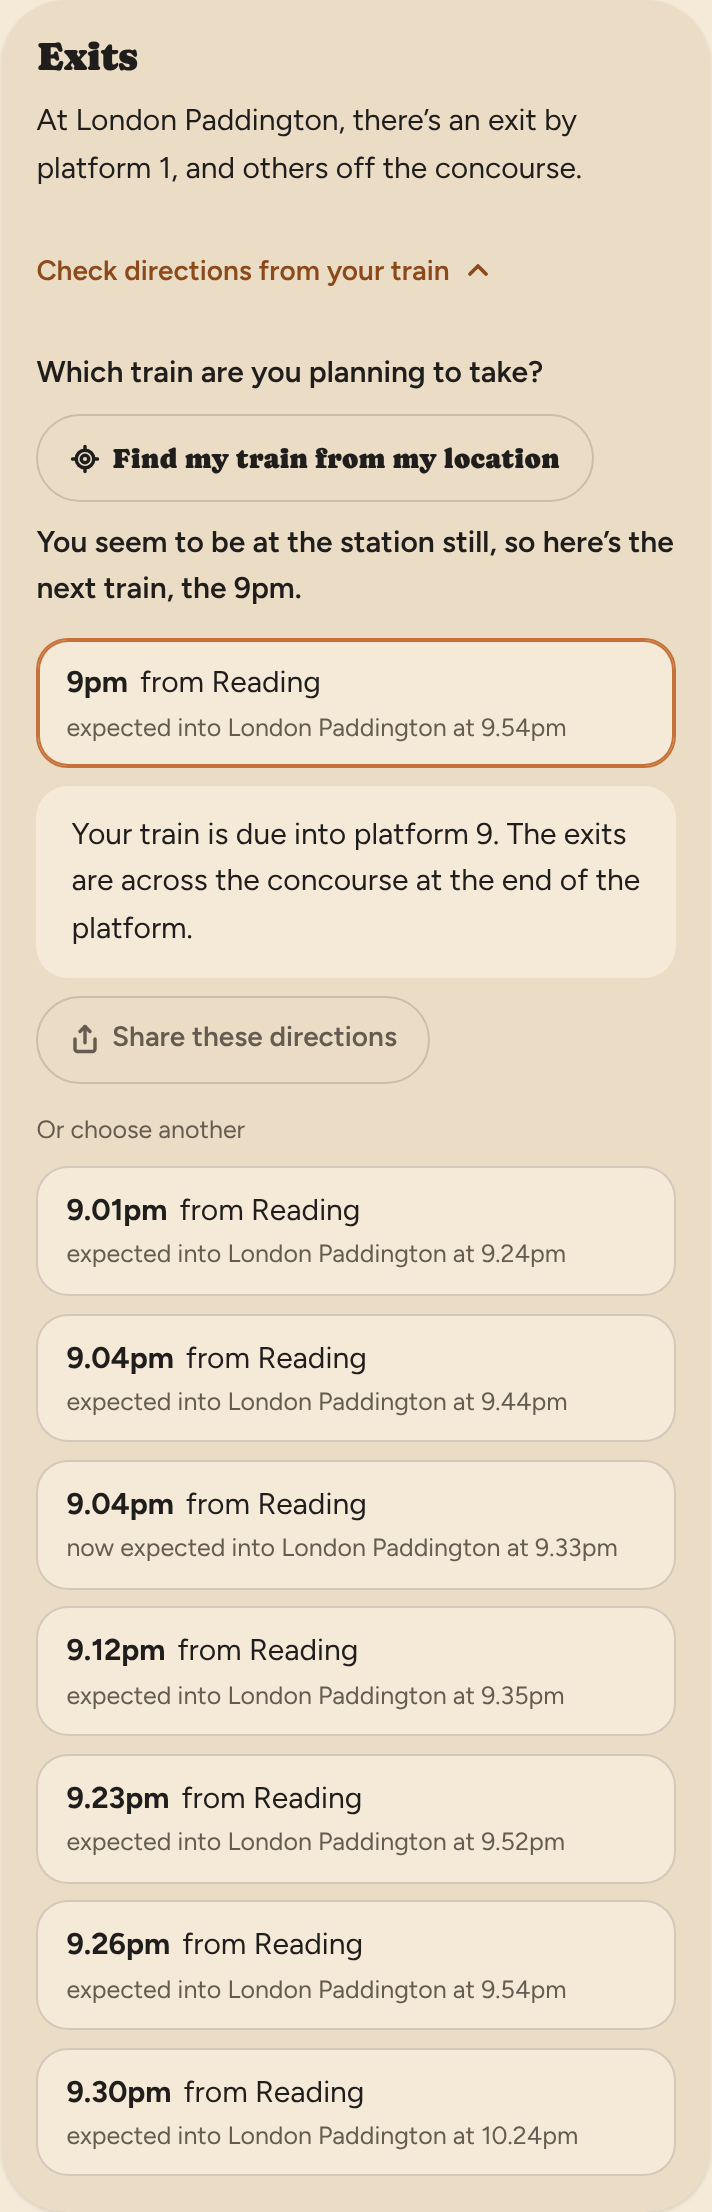 Exits
At London Paddington, there’s an exit by
platform 1, and others off the concourse.
Check directions from your train
Which train are you planning to take?
Find my train from my location
You seem to be at the station still, so here’s the
next train, the 9pm.
9pm from Reading
expected into London Paddington at 9.54pm
Your train is due into platform 9. The exits
are across the concourse at the end of the
platform.
Share these directions
Or choose another
9.01pm from Reading
expected into London Paddington at 9.24pm
9.04pm from Reading
expected into London Paddington at 9.44pm
9.04pm from Reading
now expected into London Paddington at 9.33pm
9.12pm from Reading
expected into London Paddington at 9.35pm
9.23pm from Reading
expected into London Paddington at 9.52pm
9.26pm from Reading
expected into London Paddington at 9.54pm
9.30pm from Reading
expected into London Paddington at 10.24pm